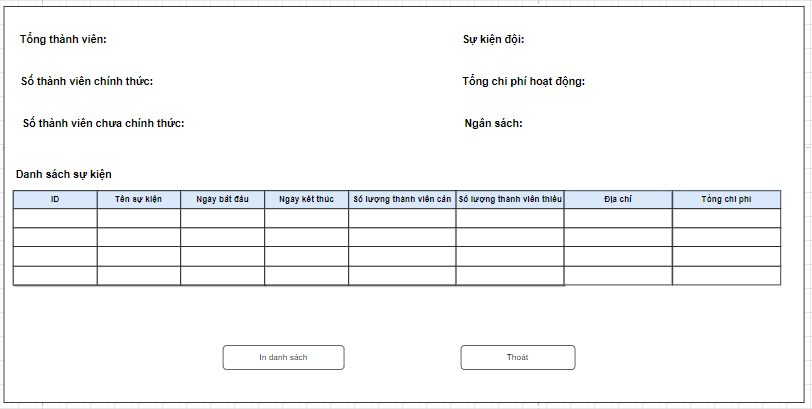 Tổng thành viên: Sự kiện đội:
Số thành viên chính thức: Tổng chi phí hoạt động:
Số thành viên chưa chính thức: Ngân sách:
Danh sách sự kiện
ID Tên sự kiện Ngày bắt đầu Ngày kết thúc Số lượng thành viên cần Số lượng thành viên thiếu Địa chỉ Tổng chi phí
In danh sách Thoát